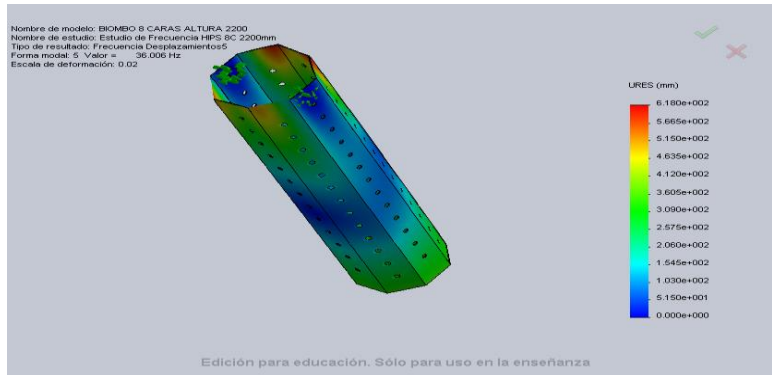 Nombre de modelo: BIOMBO 8 CARAS ALTURA 2200
Nombre de estudio: Estudio de Frecuencia HIPS 8C 2200mm
Tipo de resultado: Frecuencia Desplazamientos5
Forma modal: 5 Valor = 36.006 Hz
Escala de deformación: 0.02
URES (mm)
6.180e+002
5.665e+002
5.150e+002
4.635e+002
4.120e+002
3.605e+002
3.090e+002
2.575e+002
2.060e+002
1.545e+002
1.030e+002
5.150e+001
0.000e+000
Edición para educación. Sólo para uso en la enseñanza